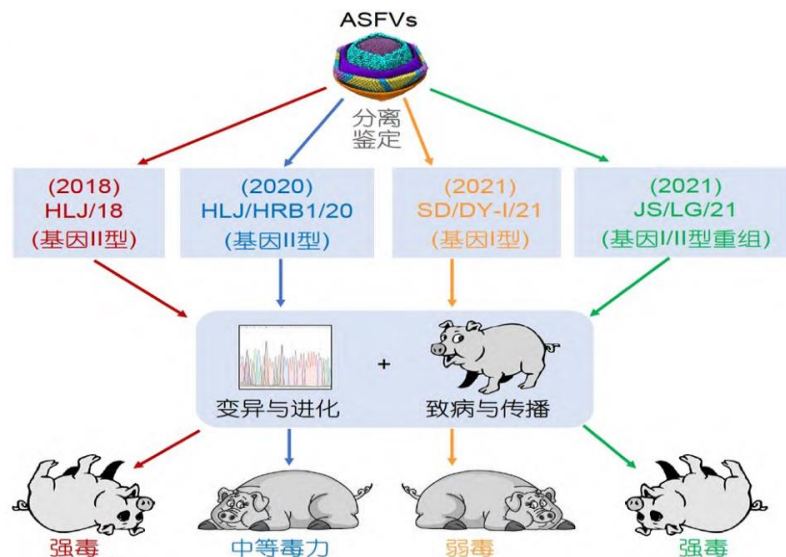 ASFVs
分离
鉴定
(2018)
HLJ/18
(基因II型)
(2020)
HLJ/HRB1/20
(基因II型)
(2021)
SD/DY-I/21
(基因I型)
(2021)
JS/LG/21
(基因I/II型重组)
+
变异与进化
致病与传播
强毒
中等毒力
弱毒
强毒